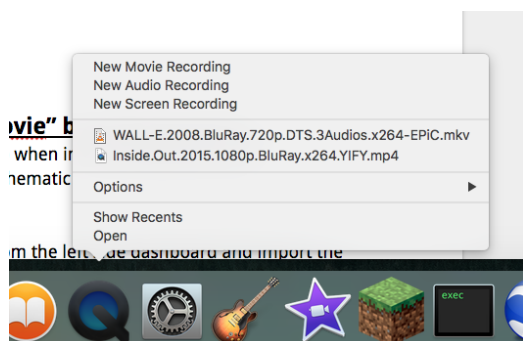 New Movie Recording
New Audio Recording
New Screen Recording
ovie” b
WALL-E.2008.BluRay.720p.DTS.3Audios.x264-EPiC.mkv
when in
Inside.Out.2015.1080p.BluRay.x264.YIFY.mp4
nematic
Options
Show Recents
Open
om the left side dashboard and import the
exec